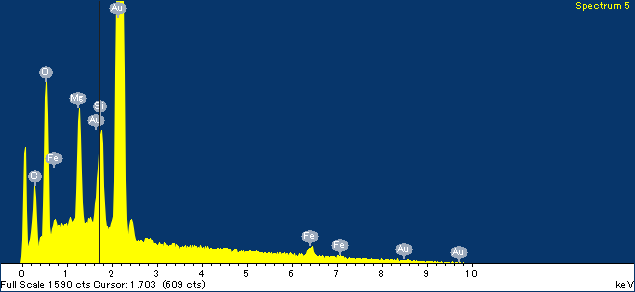 Spectrum 5
Au
O
Mg
Si
Au
Fe
C
Fe
Fe
Au
Au
0 1 2 3 4 5 6 7 8 9 10
Full Scale 1590 cts Cursor: 1.703 (609 cts) keV